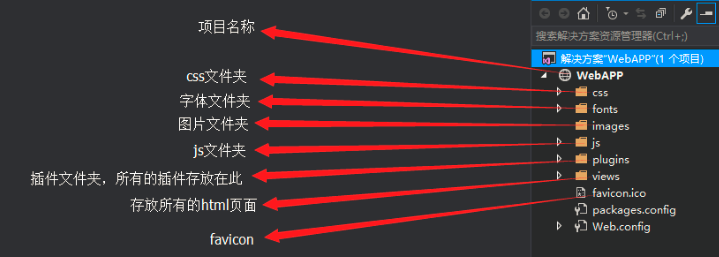 项目名称
css文件夹
字体文件夹
图片文件夹
js文件夹
插件文件夹，所有的插件存放在此
存放所有的html页面
favicon
搜索解决方案资源管理器(Ctrl+;)
解决方案"WebAPP"(1 个项目)
WebAPP
css
fonts
images
js
plugins
views
favicon.ico
packages.config
Web.config